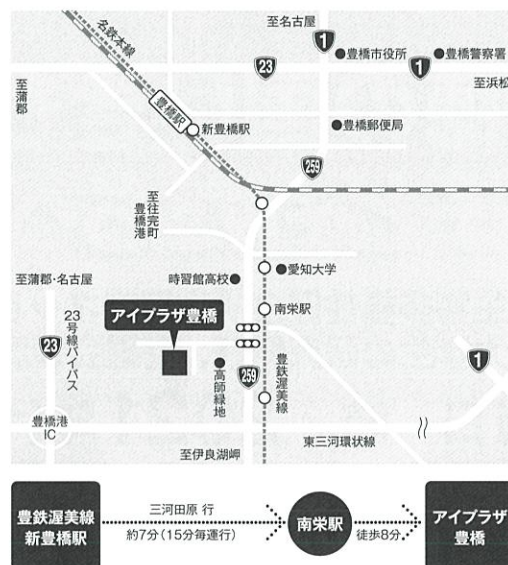 至名古屋
名鉄本線
1
豊橋市役所
豊橋警察署
23
1
至浜松
至蒲郡
豊橋駅
新豊橋駅
豊橋郵便局
259
至往完町
豊橋港
愛知大学
時習館高校
至蒲郡・名古屋
南栄駅
アイプラザ豊橋
23
23号線バイパス
高師緑地
259
豊鉄渥美線
1
豊橋港
IC
東三河環状線
至伊良湖岬
豊鉄渥美線
新豊橋駅
三河田原 行
約7分(15分毎運行)
南栄駅
徒歩8分
アイプラザ
豊橋